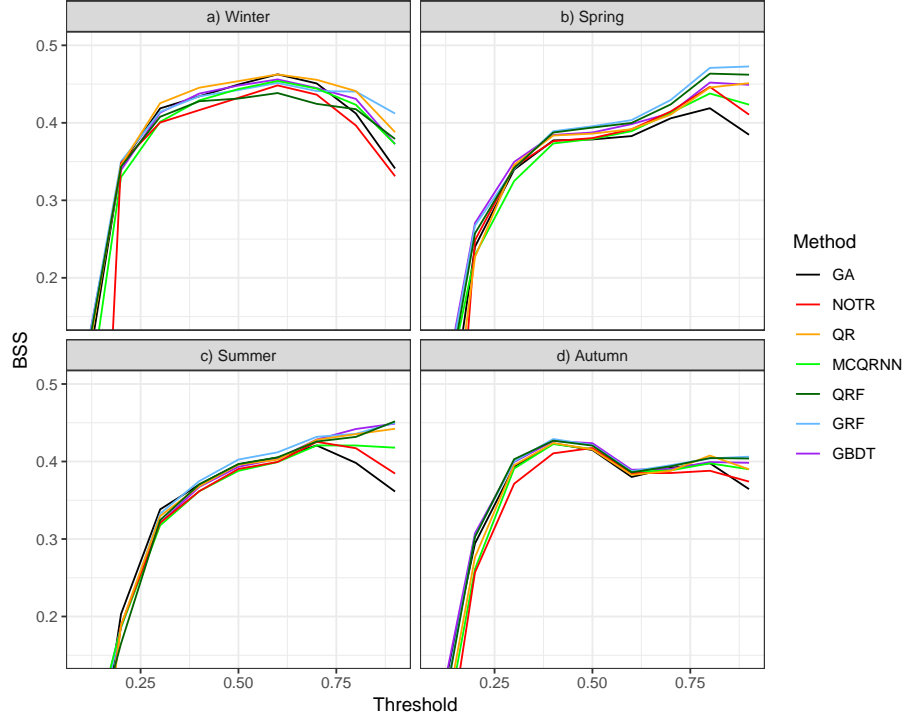 a) Winter
b) Spring
0.5
0.4
0.3
0.2
c) Summer
d) Autumn
0.5
0.4
0.3
0.2
0.25
0.50
0.75
0.25
0.50
0.75
BSS
Threshold
Method
GA
NOTR
QR
MCQRNN
QRF
GRF
GBDT